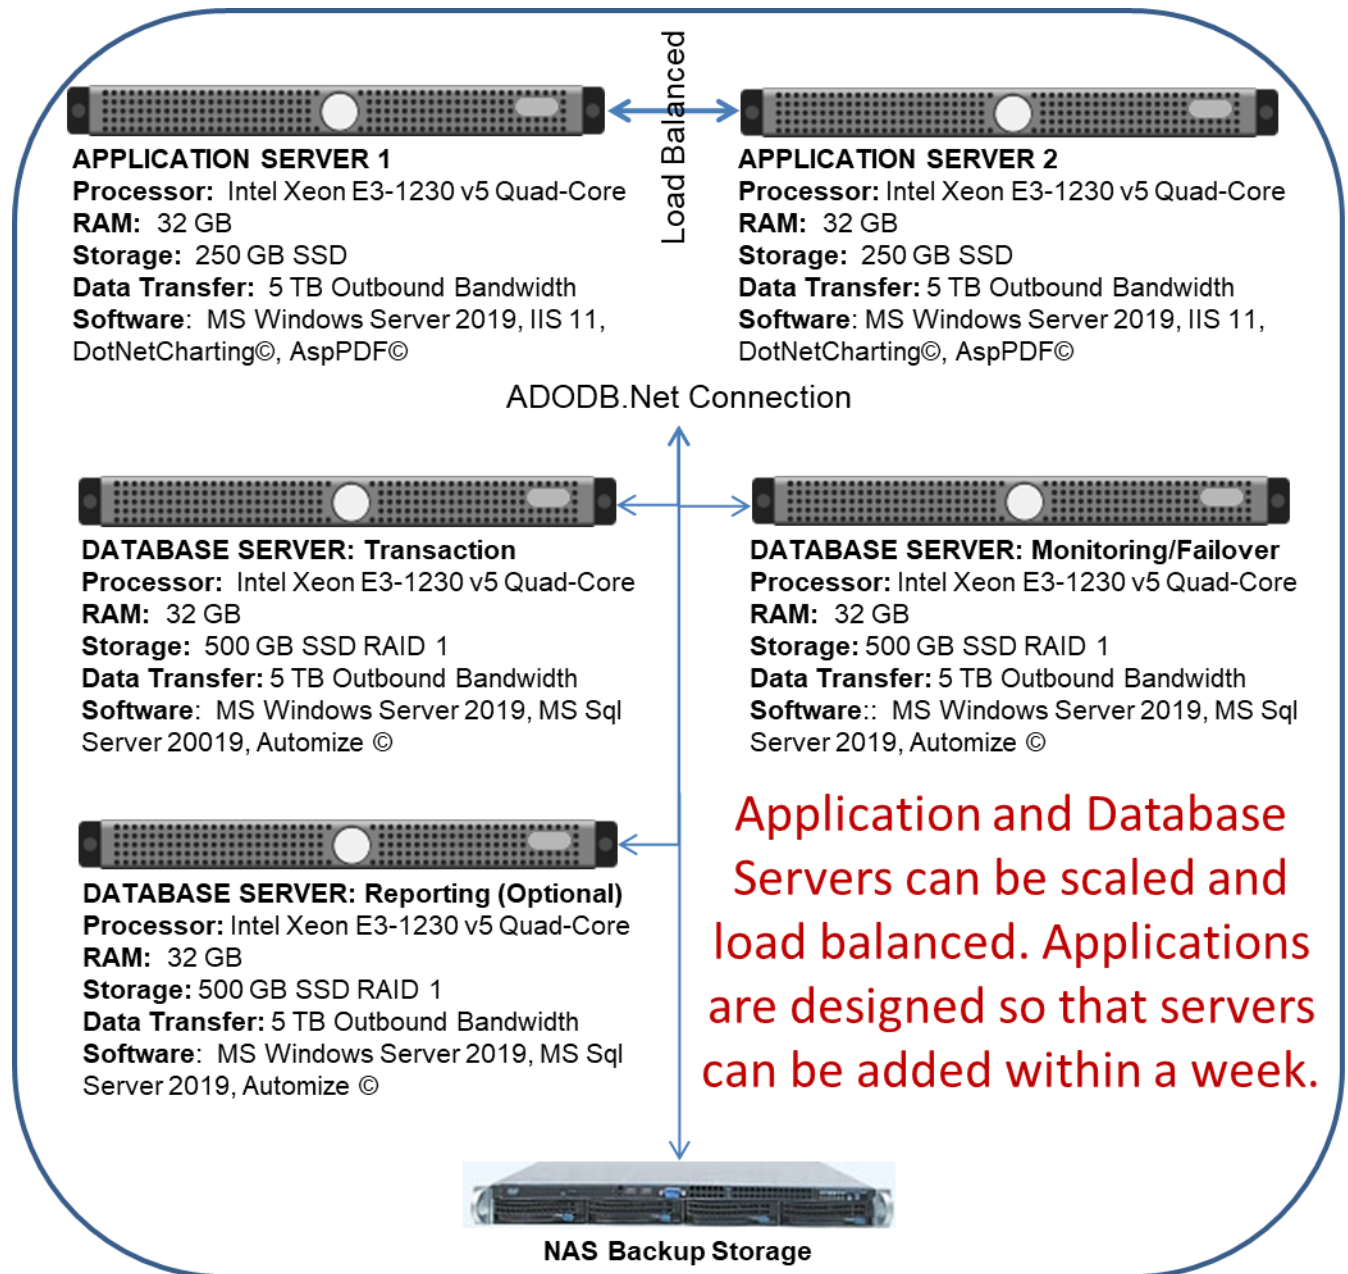 Load Balanced
APPLICATION SERVER 1
Processor: Intel Xeon E3-1230 v5 Quad-Core
RAM: 32 GB
Storage: 250 GB SSD
Data Transfer: 5 TB Outbound Bandwidth
Software: MS Windows Server 2019, IIS 11,
DotNetCharting©, AspPDF©
APPLICATION SERVER 2
Processor: Intel Xeon E3-1230 v5 Quad-Core
RAM: 32 GB
Storage: 250 GB SSD
Data Transfer: 5 TB Outbound Bandwidth
Software: MS Windows Server 2019, IIS 11,
DotNetCharting©, AspPDF©
ADODB.Net Connection
DATABASE SERVER: Transaction
Processor: Intel Xeon E3-1230 v5 Quad-Core
RAM: 32 GB
Storage: 500 GB SSD RAID 1
Data Transfer: 5 TB Outbound Bandwidth
Software: MS Windows Server 2019, MS Sql
Server 20019, Automize ©
DATABASE SERVER: Monitoring/Failover
Processor: Intel Xeon E3-1230 v5 Quad-Core
RAM: 32 GB
Storage: 500 GB SSD RAID 1
Data Transfer: 5 TB Outbound Bandwidth
Software:: MS Windows Server 2019, MS Sql
Server 2019, Automize ©
DATABASE SERVER: Reporting (Optional)
Processor: Intel Xeon E3-1230 v5 Quad-Core
RAM: 32 GB
Storage: 500 GB SSD RAID 1
Data Transfer: 5 TB Outbound Bandwidth
Software: MS Windows Server 2019, MS Sql
Server 2019, Automize ©
Application and Database
Servers can be scaled and
load balanced. Applications
are designed so that servers
can be added within a week.
NAS Backup Storage